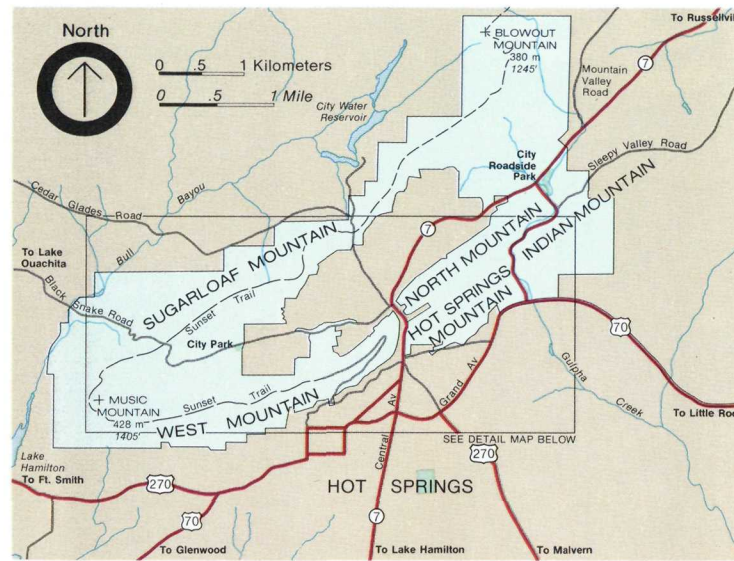 North
0 .5 1 Kilometers
0 .5 1 Mile
BLOWOUT
MOUNTAIN
380 m
1245'
To Russellvil
7
Mountain
Valley
Road
City Water
Reservoir
City
Roadside
Park
Sleepy Valley Road
Cedar Glades Road
Bull Bayou
To Lake
Ouachita
Black Snake Road
SUGARLOAF MOUNTAIN
Sunset Trail
7
NORTH MOUNTAIN
INDIAN MOUNTAIN
HOT SPRINGS
MOUNTAIN
City Park
70
MUSIC
MOUNTAIN
428 m
1405'
Sunset Trail
WEST MOUNTAIN
Central Av
Grand Av
Gulpha
Creek
To Little Roc
SEE DETAIL MAP BELOW
Lake
Hamilton
To Ft. Smith
270
HOT SPRINGS
270
70
7
To Glenwood
To Lake Hamilton
To Malvern